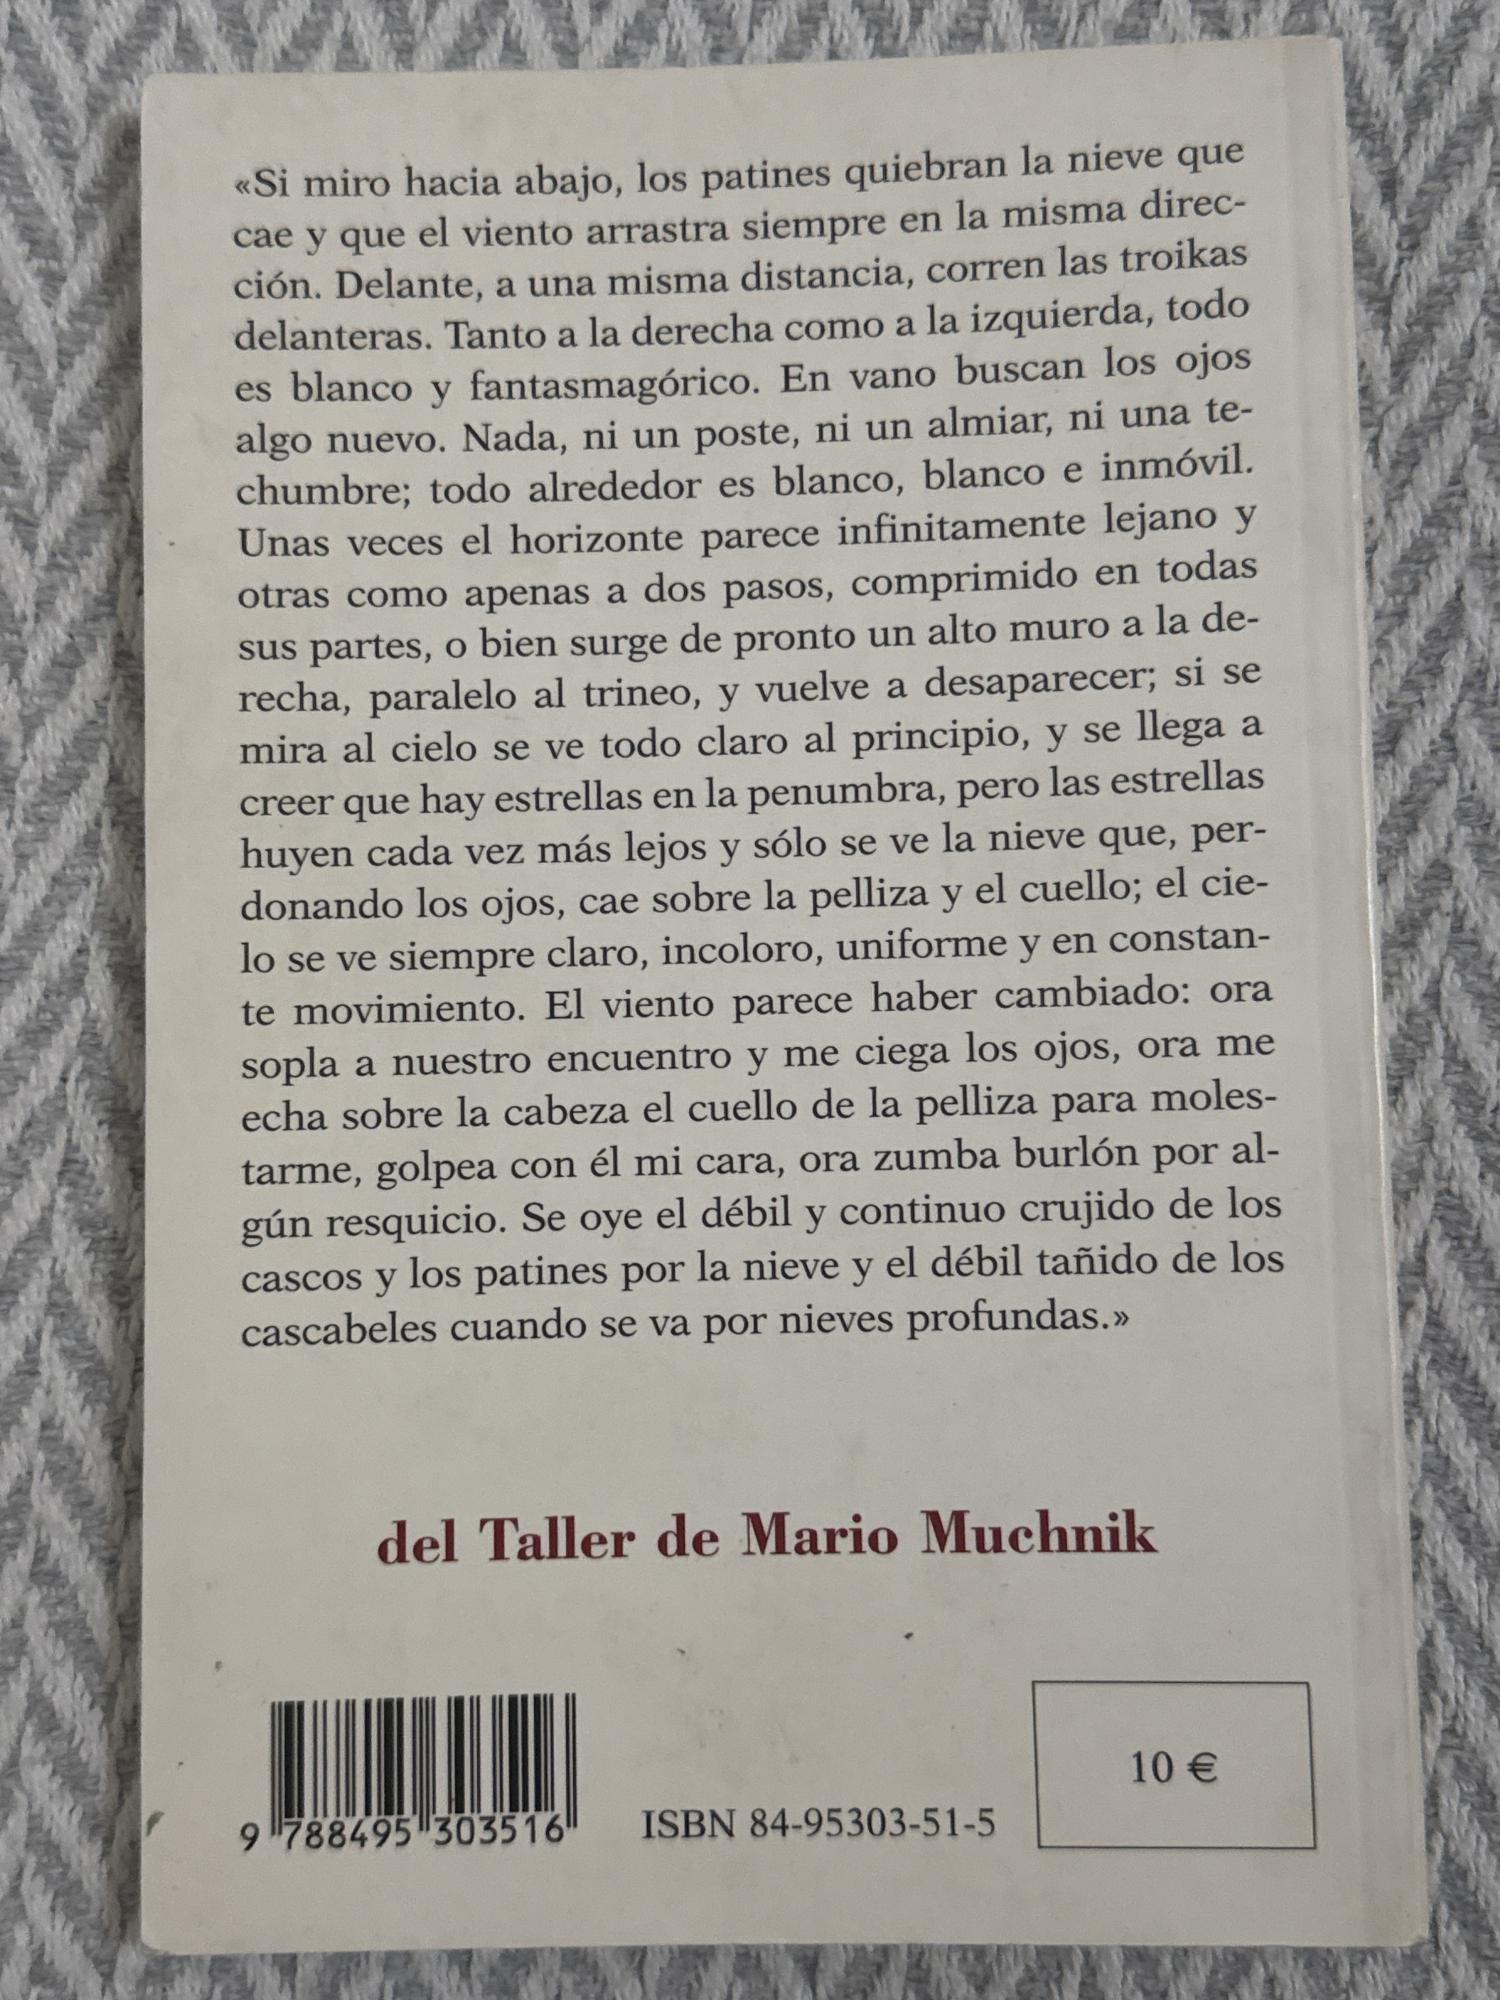 «Si miro hacia abajo, los patines quiebran la nieve que
cae y que el viento arrastra siempre en la misma direc-
ción. Delante, a una misma distancia, corren las troikas
delanteras. Tanto a la derecha como a la izquierda, todo
es blanco y fantasmagórico. En vano buscan los ojos
algo nuevo. Nada, ni un poste, ni un almiar, ni una te-
chumbre; todo alrededor es blanco, blanco e inmóvil.
Unas veces el horizonte parece infinitamente lejano y
otras como apenas a dos pasos, comprimido en todas
sus partes, o bien surge de pronto un alto muro a la de-
recha, paralelo al trineo, y vuelve a desaparecer; si se
mira al cielo se ve todo claro al principio, y se llega a
creer que hay estrellas en la penumbra, pero las estrellas
huyen cada vez más lejos y sólo se ve la nieve que, per-
donando los ojos, cae sobre la pelliza y el cuello; el cie-
lo se ve siempre claro, incoloro, uniforme y en constan-
te movimiento. El viento parece haber cambiado: ora
sopla a nuestro encuentro y me ciega los ojos, ora me
echa sobre la cabeza el cuello de la pelliza para moles-
tarme, golpea con él mi cara, ora zumba burlón por al-
gún resquicio. Se oye el débil y continuo crujido de los
cascos y los patines por la nieve y el débil tañido de los
cascabeles cuando se va por nieves profundas.»
del Taller de Mario Muchnik
9 788495 303516
ISBN 84-95303-51-5
10 €